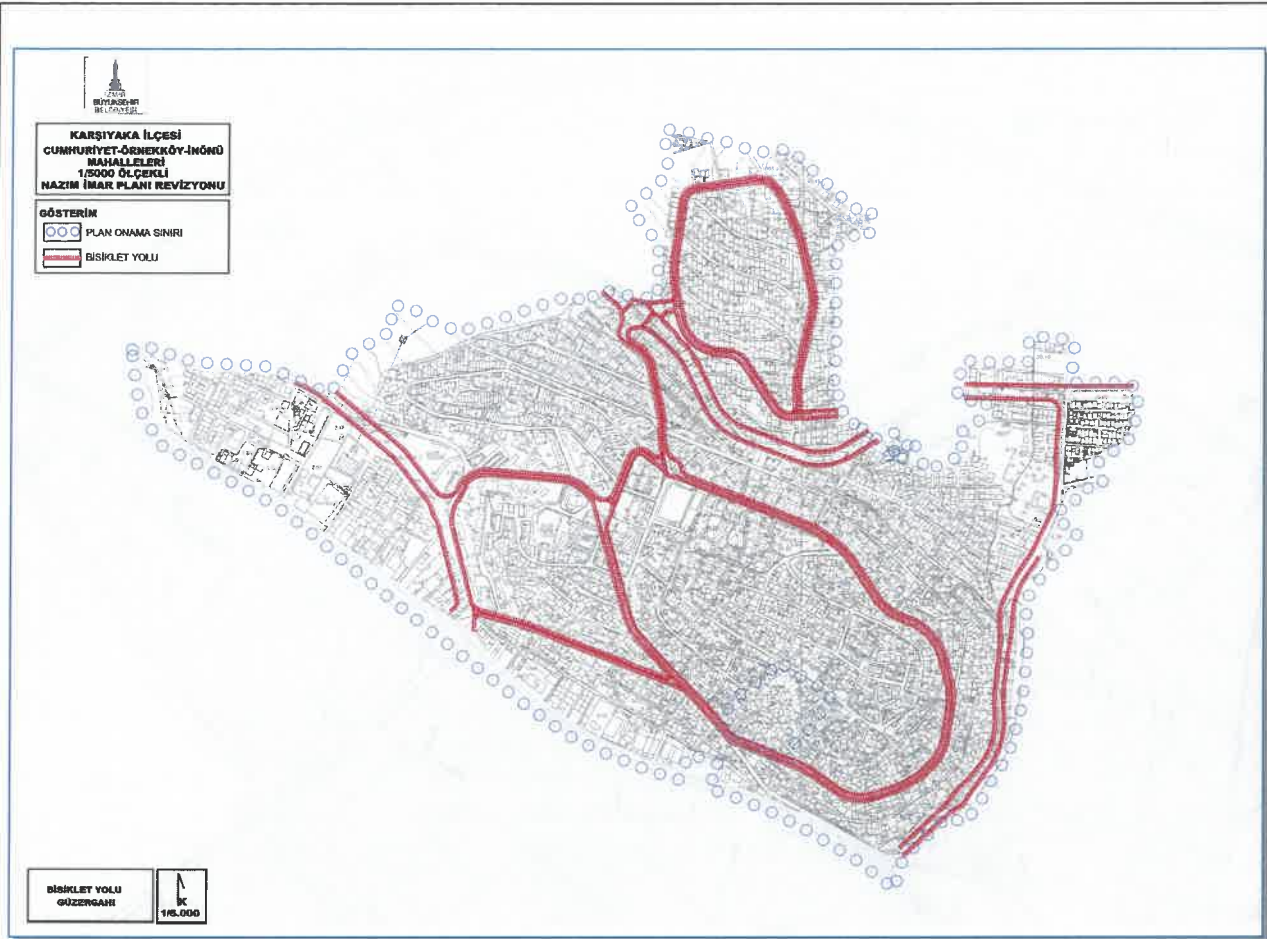 İZMİR
BÜYÜKŞEHİR
BELEDİYESİ
KARŞIYAKA İLÇESİ
CUMHURİYET-ÖRNEKKÖY-İNÖNÜ
MAHALLELERİ
1/5000 ÖLÇEKLİ
NAZIM İMAR PLANI REVİZYONU
GÖSTERİM
PLAN ONAMA SINIRI
BİSİKLET YOLU
BİSİKLET YOLU
GÜZERGAHI
K
1/5.000